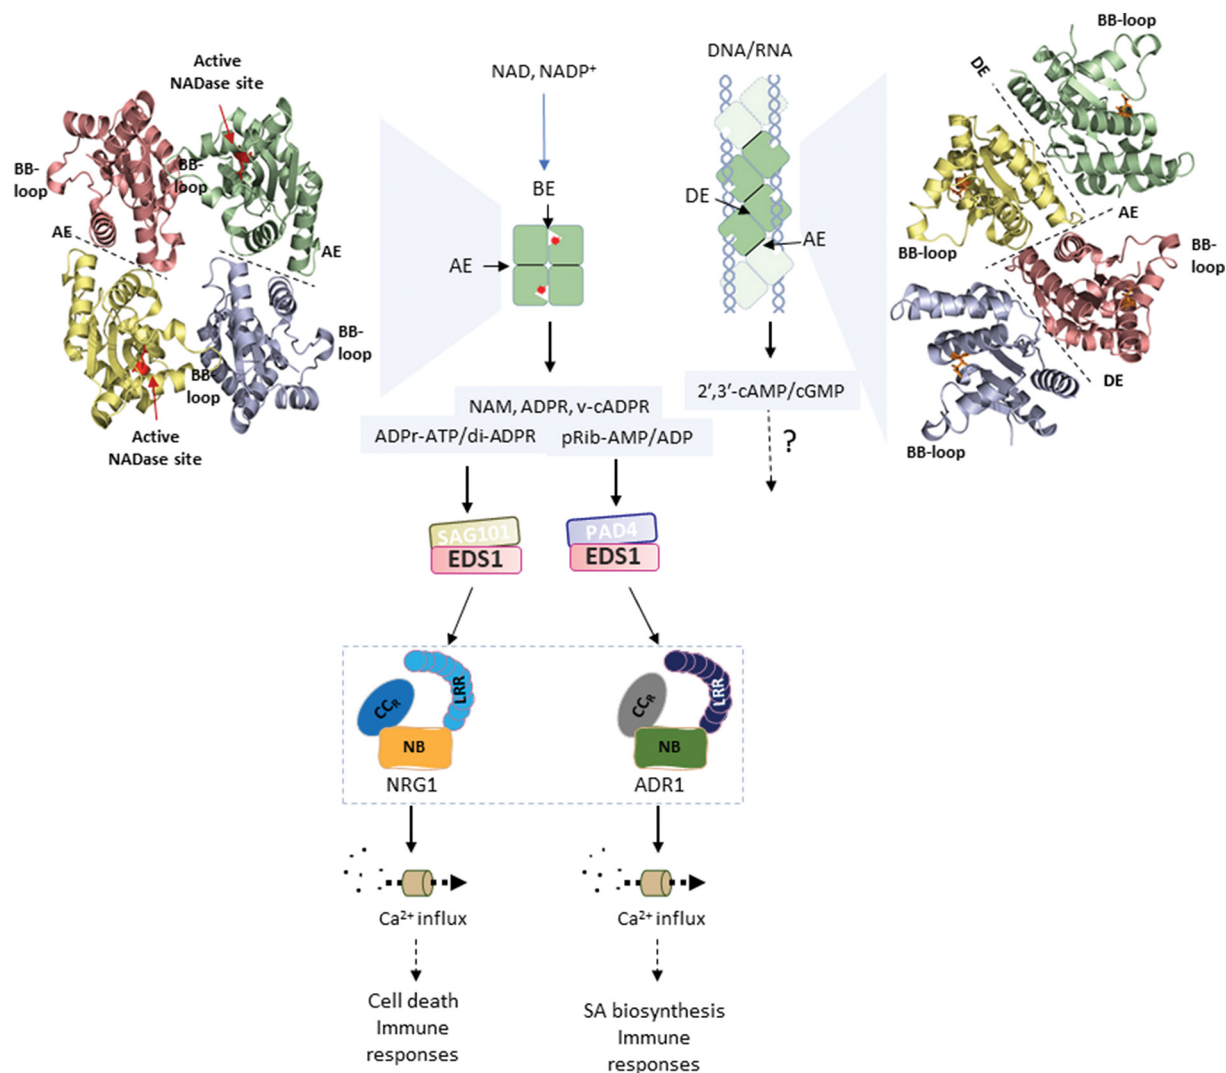 Active
NADase site
BB-
loop
BB-
loop
AE
AE
BB-
loop
BB-
loop
Active
NADase site
NAD, NADP⁺
BE
AE
DNA/RNA
DE
AE
BB-loop
DE
AE
BB-loop
BB-
loop
DE
BB-loop
2′,3′-cAMP/cGMP
?
NAM, ADPR, v-cADPR
ADPr-ATP/di-ADPR
pRib-AMP/ADP
SAG101
EDS1
PAD4
EDS1
CCR
LRR
NB
NRG1
CCR
LRR
NB
ADR1
Ca²⁺ influx
Ca²⁺ influx
Cell death
Immune
responses
SA biosynthesis
Immune
responses